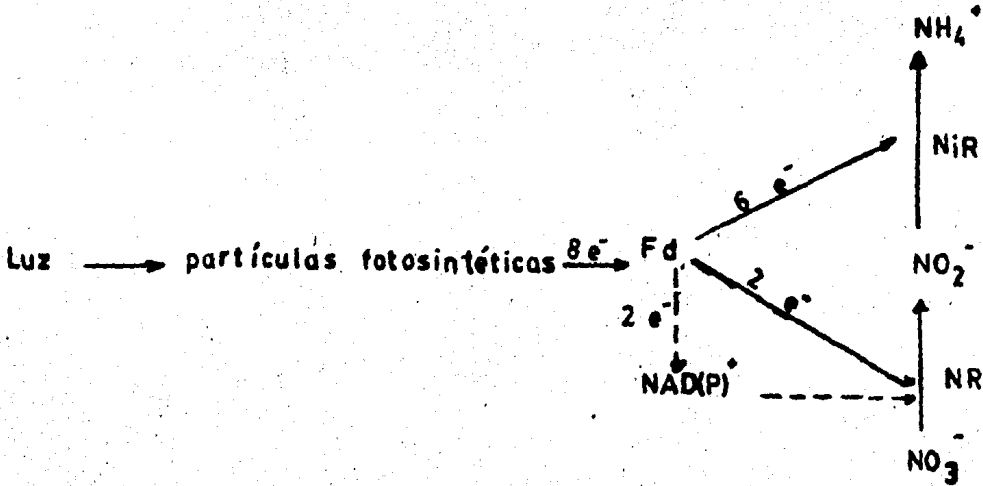 NH₄⁺
NiR
6 e⁻
Luz → partículas fotosintéticas 8e⁻ → Fd
NO₂⁻
2 e⁻
2 e⁻
NAD(P)⁺
NR
NO₃⁻